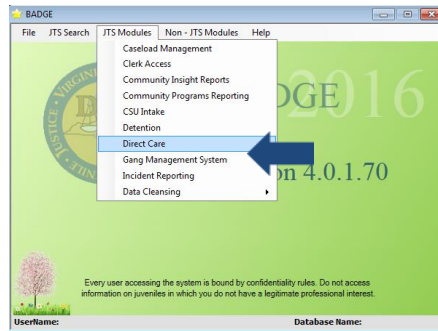 BADGE
File JTS Search JTS Modules Non - JTS Modules Help
Caseload Management
Clerk Access
Community Insight Reports
Community Programs Reporting
CSU Intake
Detention
Direct Care
Gang Management System
Incident Reporting
Data Cleansing
DGE 2016
on 4.0.1.70
Every user accessing the system is bound by confidentiality rules. Do not access
information on juveniles in which you do not have a legitimate professional interest.
UserName: Database Name: